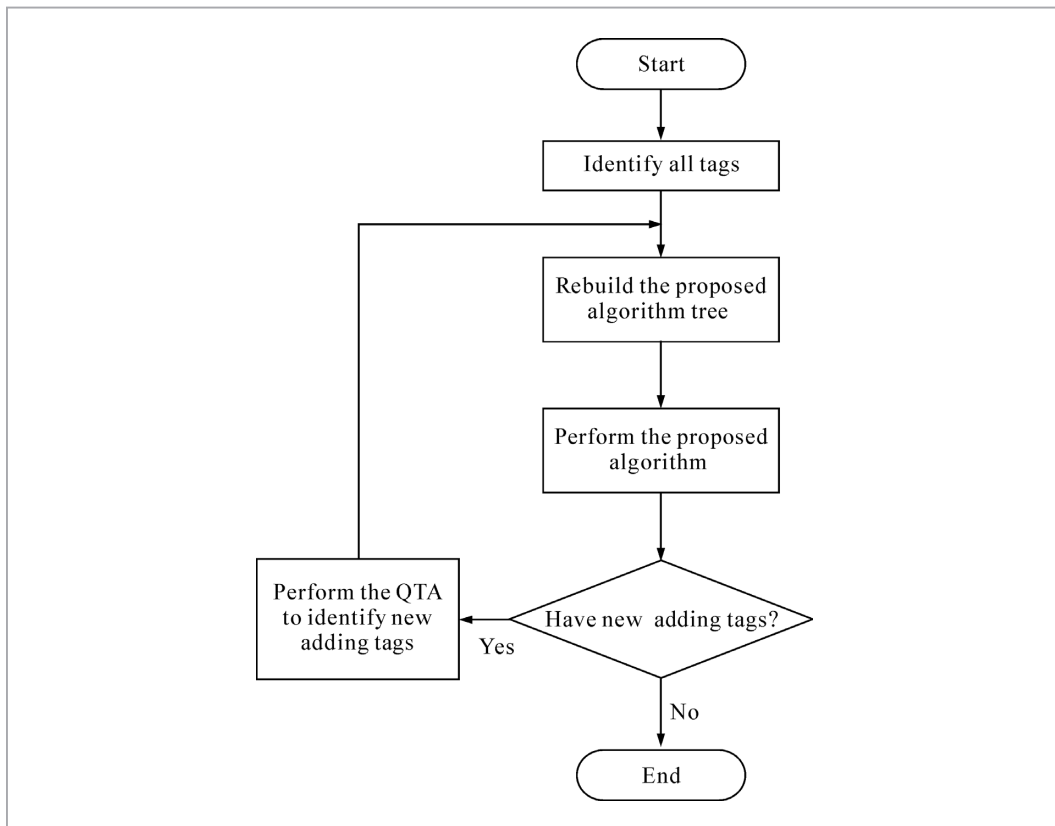 Start
Identify all tags
Rebuild the proposed
algorithm tree
Perform the proposed
algorithm
Have new adding tags?
Yes
Perform the QTA
to identify new
adding tags
No
End